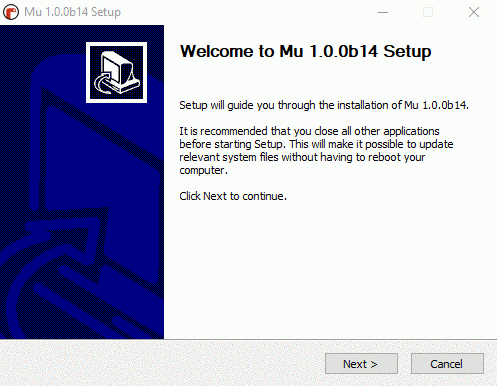 Mu 1.0.0b14 Setup
Welcome to Mu 1.0.0b14 Setup
Setup will guide you through the installation of Mu 1.0.0b14.
It is recommended that you close all other applications
before starting Setup. This will make it possible to update
relevant system files without having to reboot your
computer.
Click Next to continue.
Next >
Cancel